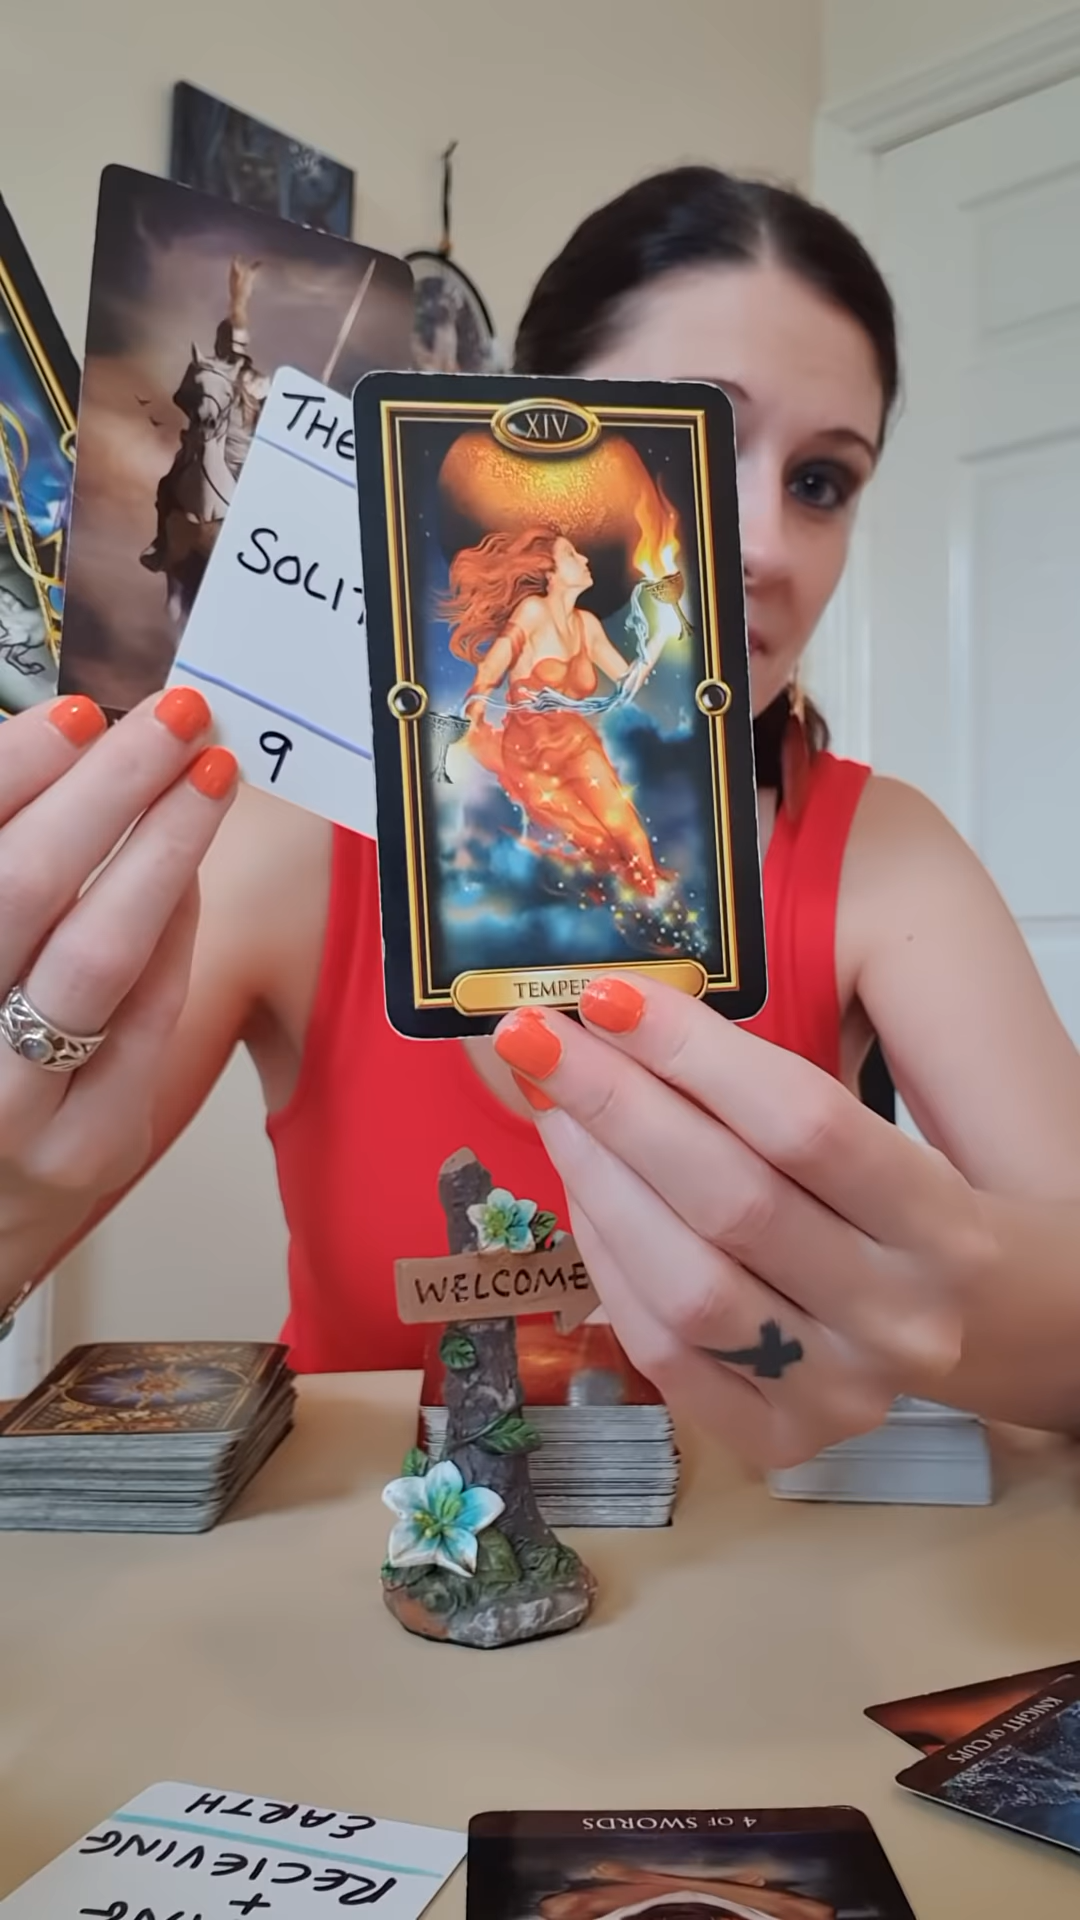 THE
SOLIT
9
XIV
TEMPER
WELCOME
KNIGHT OF CUPS
4 OF SWORDS
EARTH
RECIEVING
+